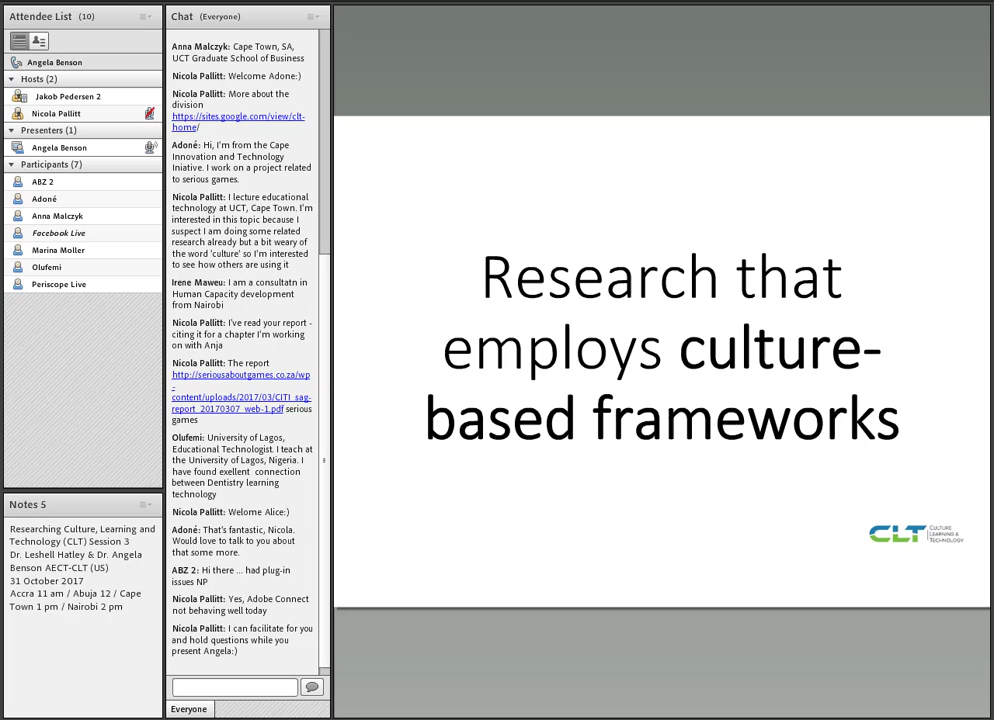 Attendee List (10)
Angela Benson
Hosts (2)
Jakob Pedersen 2
Nicola Pallitt
Presenters (1)
Angela Benson
Participants (7)
ABZ 2
Adoné
Anna Malczyk
Facebook Live
Marina Moller
Olufemi
Periscope Live
Notes 5
Researching Culture, Learning and
Technology (CLT) Session 3
Dr. Leshell Hatley & Dr. Angela
Benson AECT-CLT (US)
31 October 2017
Accra 11 am / Abuja 12 / Cape
Town 1 pm / Nairobi 2 pm
Chat (Everyone)
Anna Malczyk: Cape Town, SA,
UCT Graduate School of Business
Nicola Pallitt: Welcome Adone:)
Nicola Pallitt: More about the
division
https://sites.google.com/view/clt-
home/
Adoné: Hi, I'm from the Cape
Innovation and Technology
Iniative. I work on a project related
to serious games.
Nicola Pallitt: I lecture educational
technology at UCT, Cape Town. I'm
interested in this topic because I
suspect I am doing some related
research already but a bit weary of
the word 'culture' so I'm interested
to see how others are using it
Irene Maweu: I am a consultatn in
Human Capacity development
from Nairobi
Nicola Pallitt: I've read your report -
citing it for a chapter I'm working
on with Anja
Nicola Pallitt: The report
http://seriousaboutgames.co.za/wp
-
content/uploads/2017/03/CITI_sag-
report_20170307_web-1.pdf serious
games
Olufemi: University of Lagos,
Educational Technologist. I teach at
the University of Lagos, Nigeria. I
have found exellent connection
between Dentistry learning
technology
Nicola Pallitt: Welome Alice:)
Adoné: That's fantastic, Nicola.
Would love to talk to you about
that some more.
ABZ 2: Hi there ... had plug-in
issues NP
Nicola Pallitt: Yes, Adobe Connect
not behaving well today
Nicola Pallitt: I can facilitate for you
and hold questions while you
present Angela:)
Everyone
Research that
employs culture-
based frameworks
CLT
CULTURE
LEARNING &
TECHNOLOGY